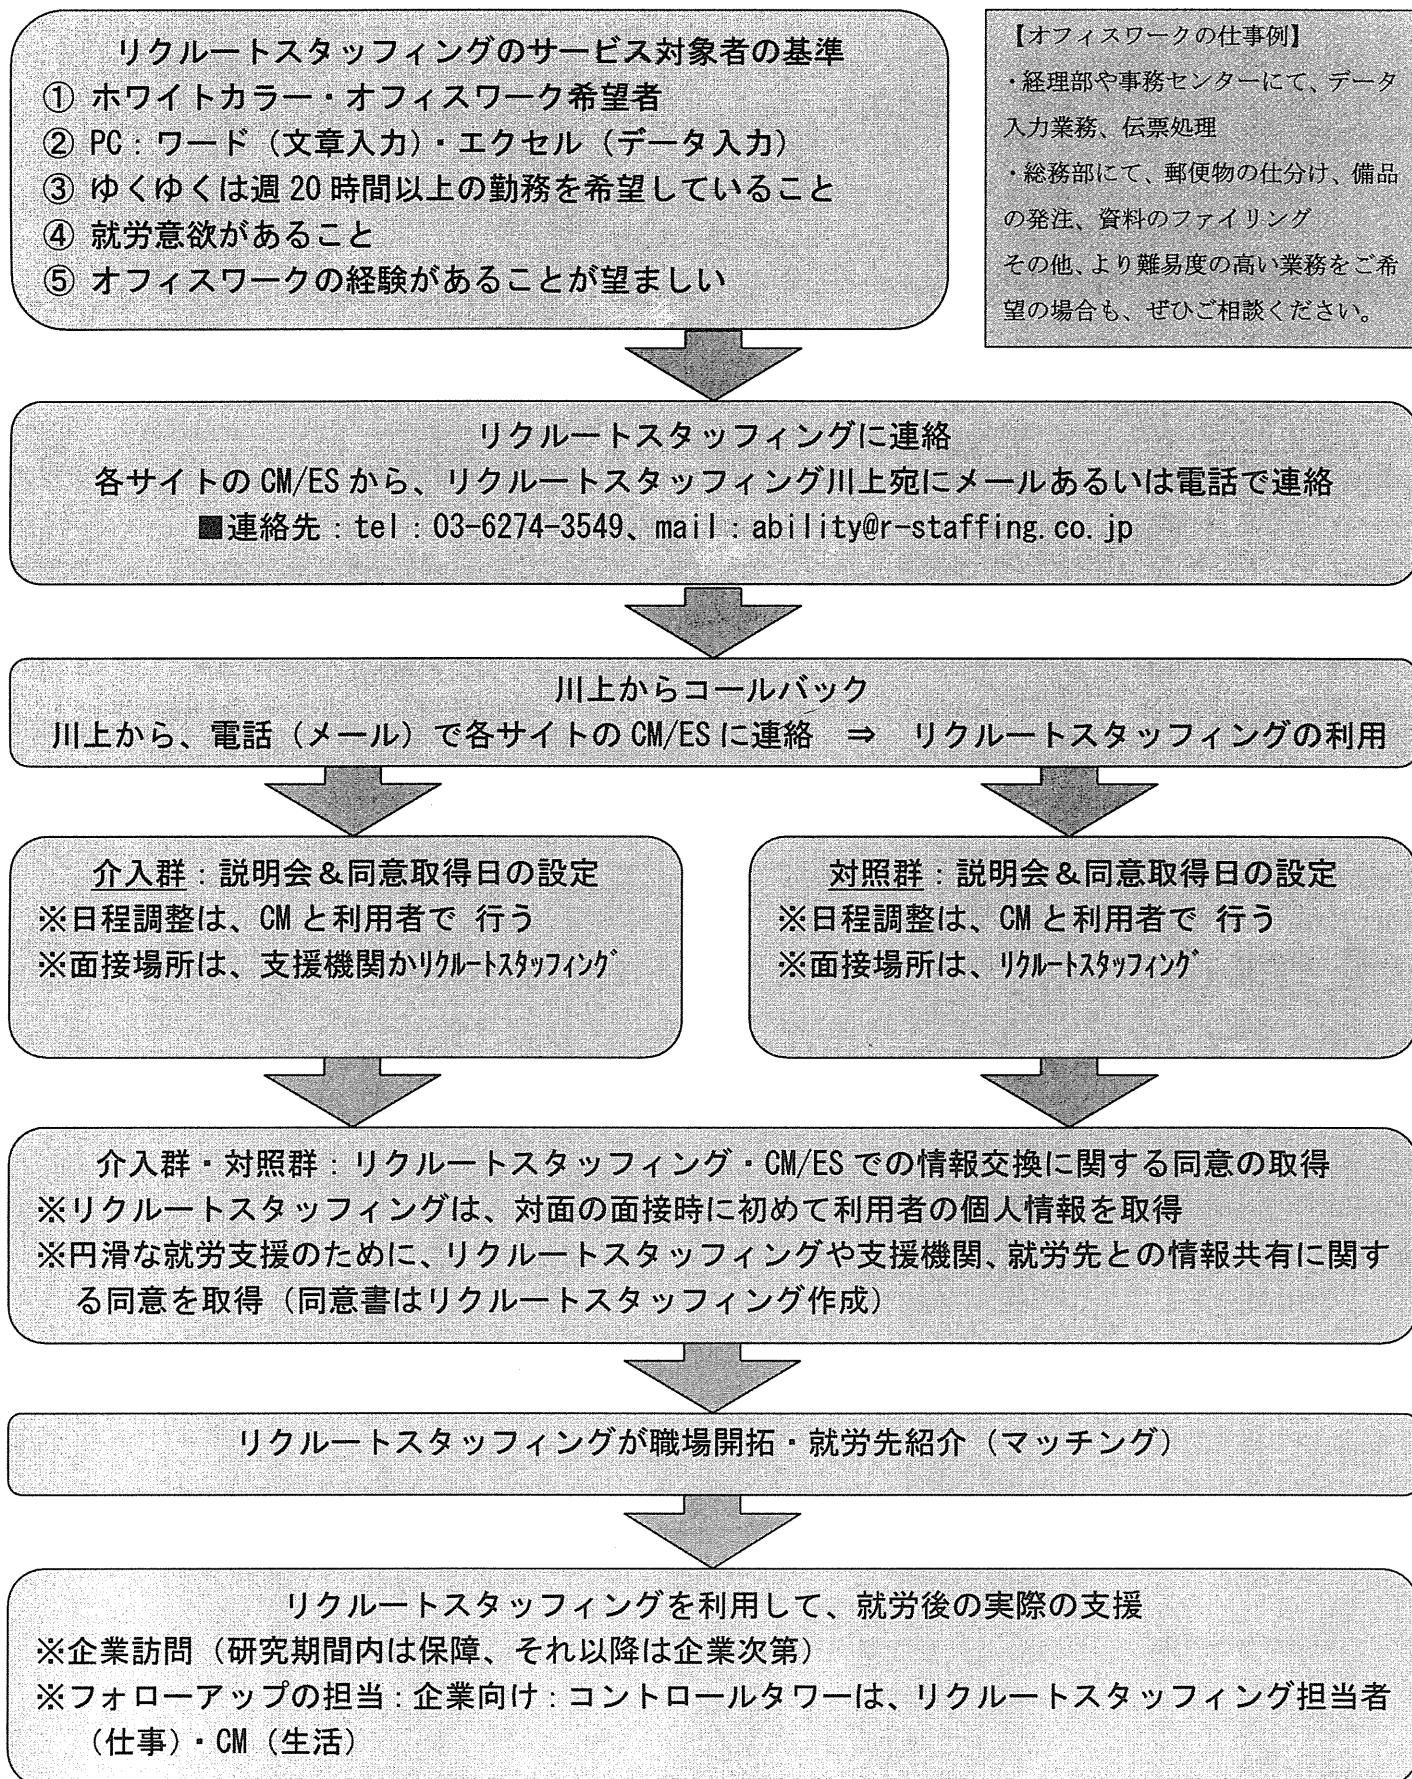 リクルートスタッフィングのサービス対象者の基準
① ホワイトカラー・オフィスワーク希望者
② PC：ワード（文章入力）・エクセル（データ入力）
③ ゆくゆくは週20時間以上の勤務を希望していること
④ 就労意欲があること
⑤ オフィスワークの経験があることが望ましい
【オフィスワークの仕事例】
・経理部や事務センターにて、データ
入力業務、伝票処理
・総務部にて、郵便物の仕分け、備品
の発注、資料のファイリング
その他、より難易度の高い業務をご希
望の場合も、ぜひご相談ください。
リクルートスタッフィングに連絡
各サイトのCM/ESから、リクルートスタッフィング川上宛にメールあるいは電話で連絡
■連絡先：tel：03-6274-3549、mail：ability@r-staffing.co.jp
川上からコールバック
川上から、電話（メール）で各サイトのCM/ESに連絡 ⇒ リクルートスタッフィングの利用
介入群：説明会＆同意取得日の設定
※日程調整は、CMと利用者で 行う
※面接場所は、支援機関かﾘｸﾙｰﾄｽﾀｯﾌｨﾝｸﾞ
対照群：説明会＆同意取得日の設定
※日程調整は、CMと利用者で 行う
※面接場所は、ﾘｸﾙｰﾄｽﾀｯﾌｨﾝｸﾞ
介入群・対照群：リクルートスタッフィング・CM/ESでの情報交換に関する同意の取得
※リクルートスタッフィングは、対面の面接時に初めて利用者の個人情報を取得
※円滑な就労支援のために、リクルートスタッフィングや支援機関、就労先との情報共有に関す
る同意を取得（同意書はリクルートスタッフィング作成）
リクルートスタッフィングが職場開拓・就労先紹介（マッチング）
リクルートスタッフィングを利用して、就労後の実際の支援
※企業訪問（研究期間内は保障、それ以降は企業次第）
※フォローアップの担当：企業向け：コントロールタワーは、リクルートスタッフィング担当者
（仕事）・CM（生活）